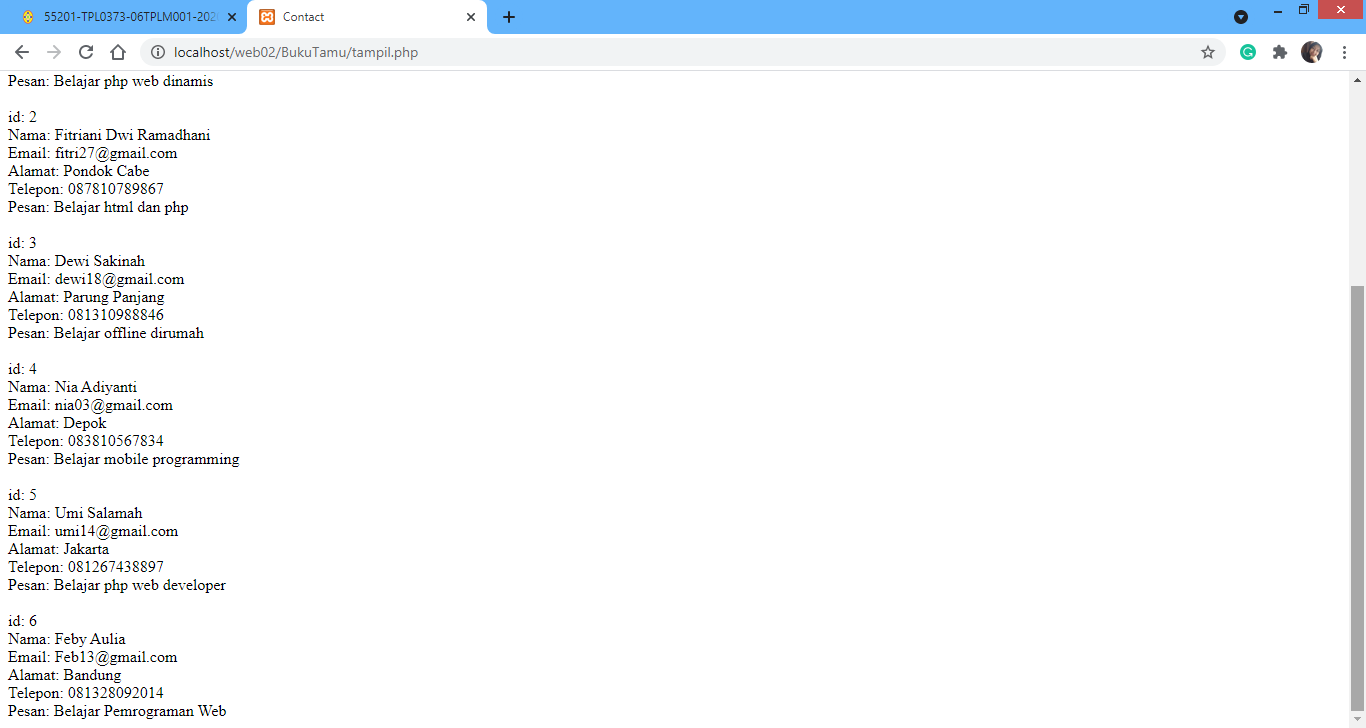 55201-TPL0373-06TPLM001-202
Contact
localhost/web02/BukuTamu/tampil.php
Pesan: Belajar php web dinamis
id: 2
Nama: Fitriani Dwi Ramadhani
Email: fitri27@gmail.com
Alamat: Pondok Cabe
Telepon: 087810789867
Pesan: Belajar html dan php
id: 3
Nama: Dewi Sakinah
Email: dewi18@gmail.com
Alamat: Parung Panjang
Telepon: 081310988846
Pesan: Belajar offline dirumah
id: 4
Nama: Nia Adiyanti
Email: nia03@gmail.com
Alamat: Depok
Telepon: 083810567834
Pesan: Belajar mobile programming
id: 5
Nama: Umi Salamah
Email: umi14@gmail.com
Alamat: Jakarta
Telepon: 081267438897
Pesan: Belajar php web developer
id: 6
Nama: Feby Aulia
Email: Feb13@gmail.com
Alamat: Bandung
Telepon: 081328092014
Pesan: Belajar Pemrograman Web